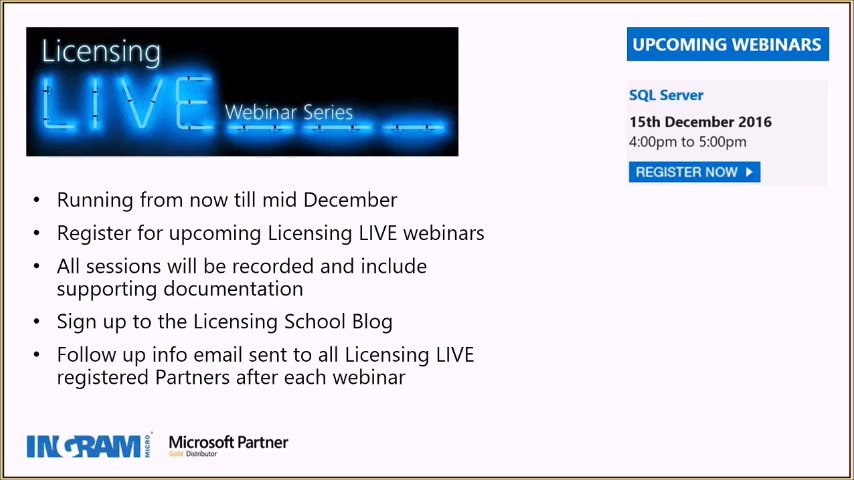 Licensing
LIVE
Webinar Series
UPCOMING WEBINARS
SQL Server
15th December 2016
4:00pm to 5:00pm
REGISTER NOW
• Running from now till mid December
• Register for upcoming Licensing LIVE webinars
• All sessions will be recorded and include
supporting documentation
• Sign up to the Licensing School Blog
• Follow up info email sent to all Licensing LIVE
registered Partners after each webinar
INGRAM MICRO
Microsoft Partner
Gold Distributor